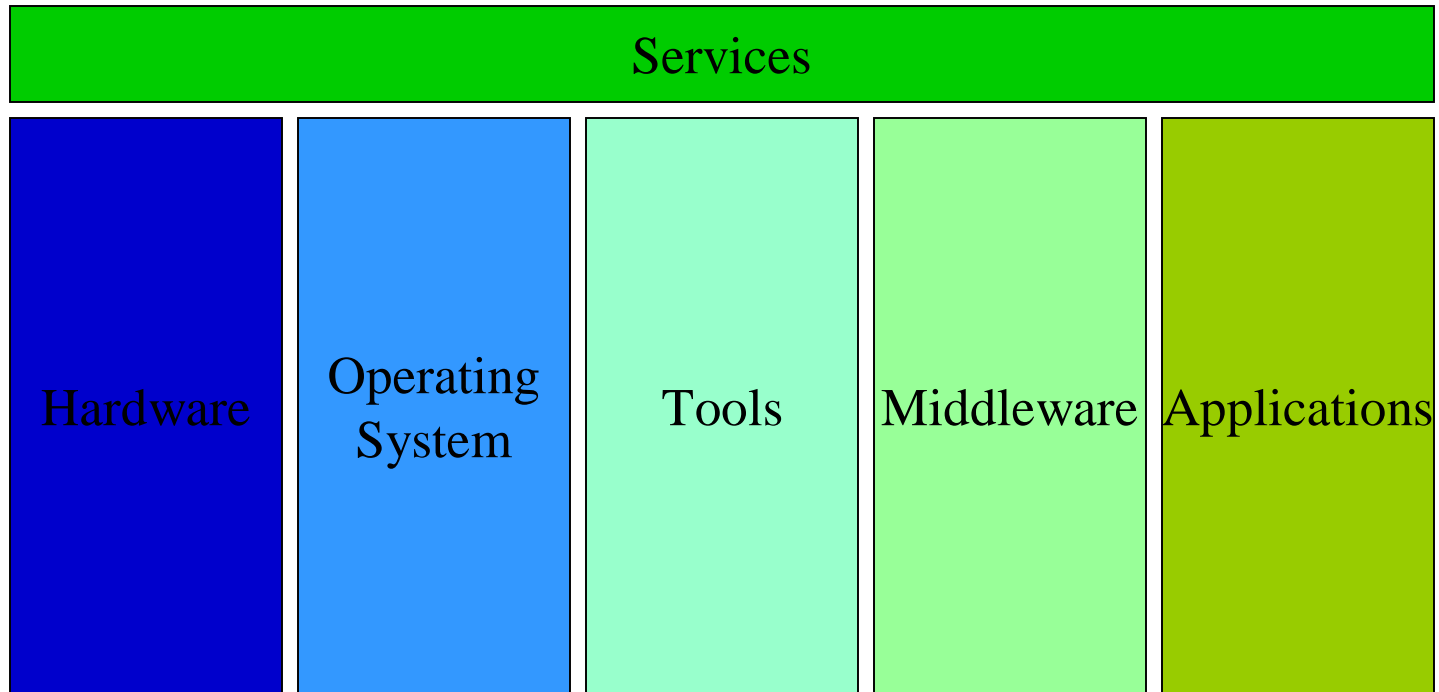 Services
Hardware
Operating
System
Tools
Middleware
Applications